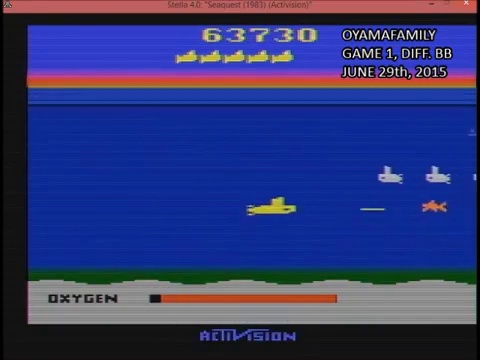 Stella 4.0: "Seaquest (1983) (Activision)"
63730
OYAMAFAMILY
GAME 1, DIFF. BB
JUNE 29th, 2015
OXYGEN
ACTIVISION